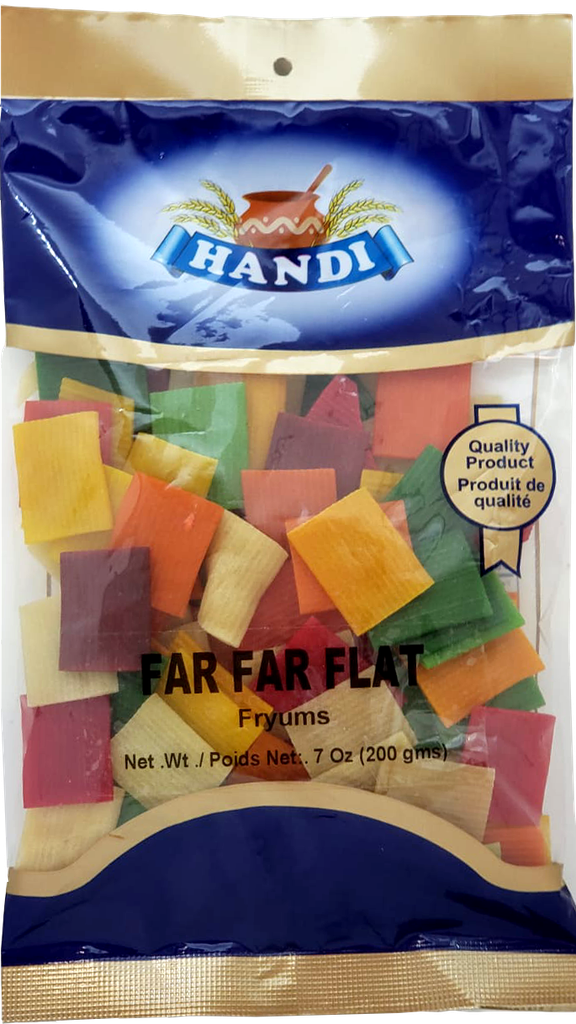 HANDI
Quality
Product
Produit de
qualité
FAR FAR FLAT
Fryums
Net .Wt ./ Poids Net:. 7 Oz (200 gms)